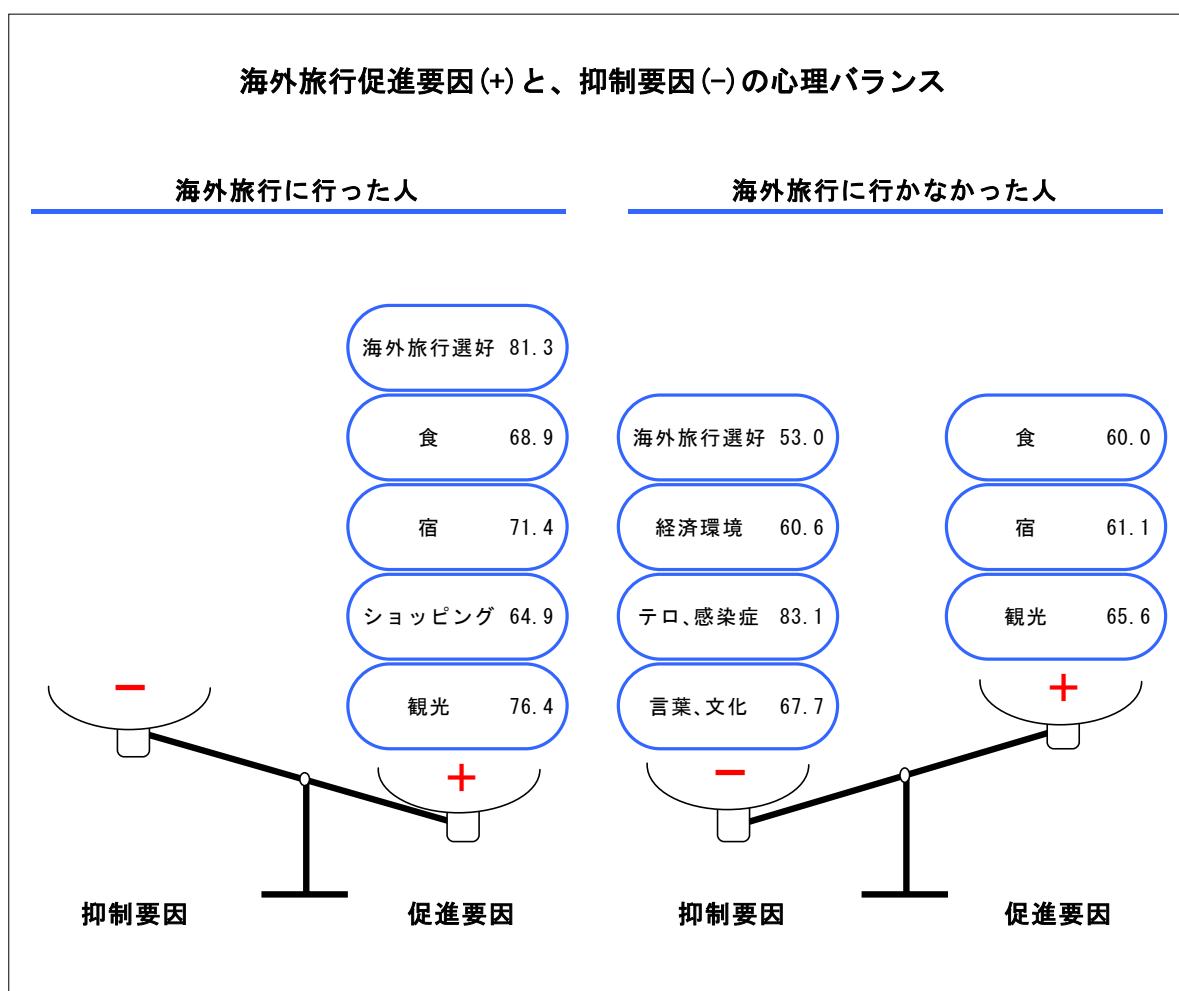 海外旅行促進要因(+)と、抑制要因(−)の心理バランス
海外旅行に行った人
海外旅行選好 81.3
食 68.9
宿 71.4
ショッピング 64.9
観光 76.4
−
+
抑制要因
促進要因
海外旅行に行かなかった人
海外旅行選好 53.0
経済環境 60.6
テロ、感染症 83.1
言葉、文化 67.7
−
食 60.0
宿 61.1
観光 65.6
+
抑制要因
促進要因